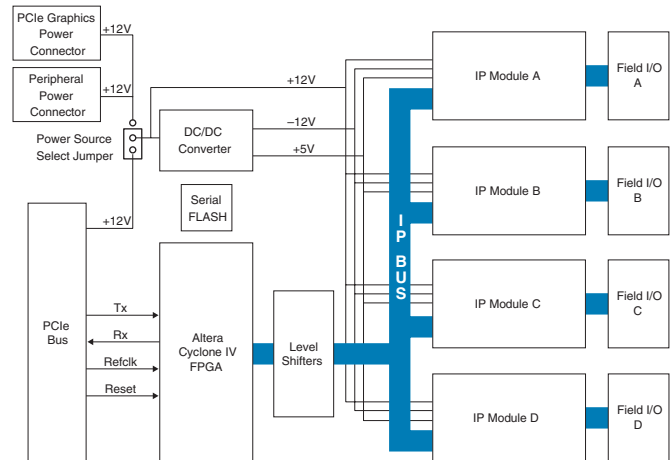 PCIe Graphics
Power
Connector
+12V
Peripheral
Power
Connector
+12V
Power Source
Select Jumper
+12V
DC/DC
Converter
+12V
–12V
+5V
Serial
FLASH
+12V
PCIe
Bus
Tx
Rx
Refclk
Reset
Altera
Cyclone IV
FPGA
Level
Shifters
IP BUS
IP Module A
Field I/O
A
IP Module B
Field I/O
B
IP Module C
Field I/O
C
IP Module D
Field I/O
D